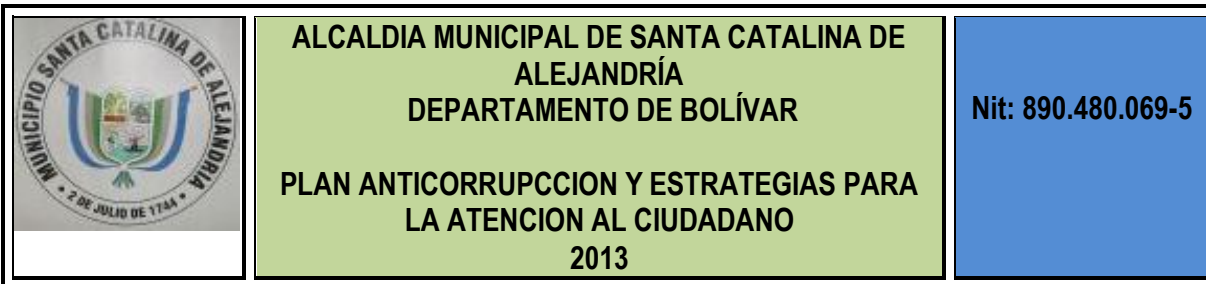 MUNICIPIO SANTA CATALINA DE ALEJANDRIA
• 2 DE JULIO DE 1744 •
ALCALDIA MUNICIPAL DE SANTA CATALINA DE
ALEJANDRÍA
DEPARTAMENTO DE BOLÍVAR
PLAN ANTICORRUPCCION Y ESTRATEGIAS PARA
LA ATENCION AL CIUDADANO
2013
Nit: 890.480.069-5